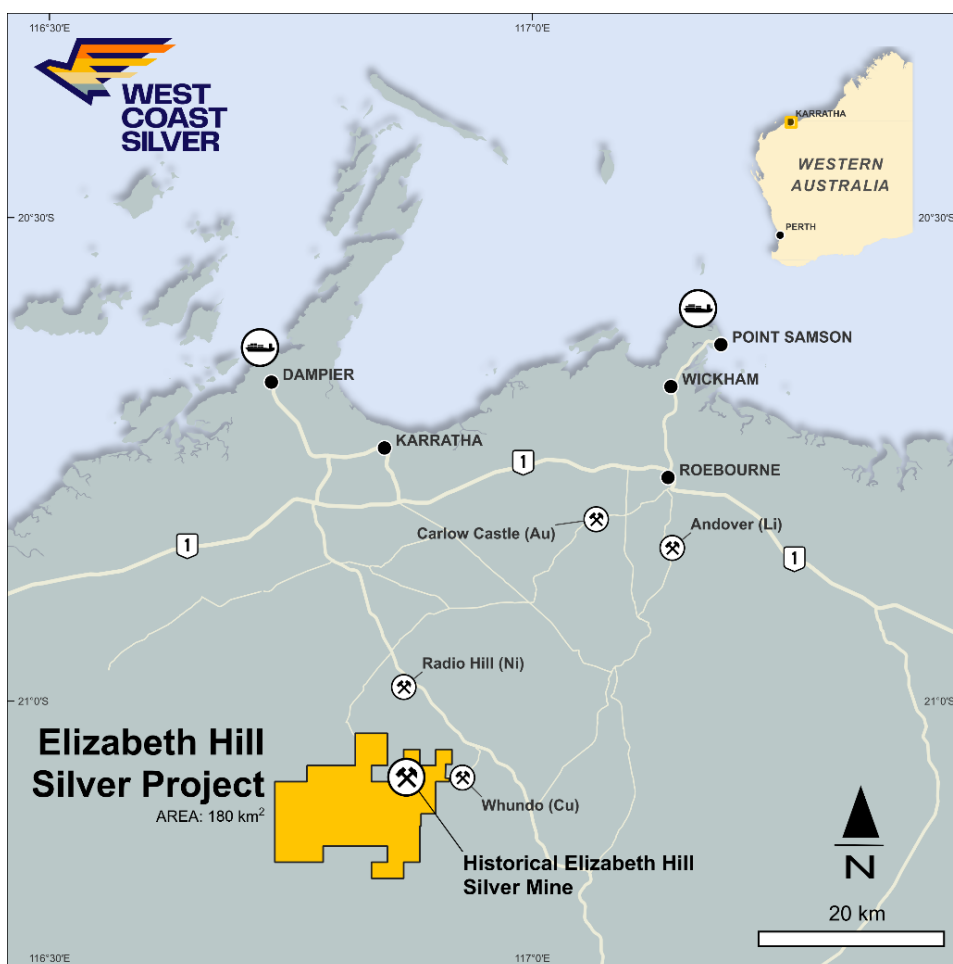 116°30'E
117°0'E
WEST
COAST
SILVER
KARRATHA
WESTERN
AUSTRALIA
PERTH
20°30'S
20°30'S
POINT SAMSON
DAMPIER
WICKHAM
KARRATHA
1
ROEBOURNE
Carlow Castle (Au)
Andover (Li)
1
1
Radio Hill (Ni)
21°0'S
21°0'S
Elizabeth Hill
Silver Project
AREA: 180 km²
Whundo (Cu)
Historical Elizabeth Hill
Silver Mine
N
20 km
116°30'E
117°0'E